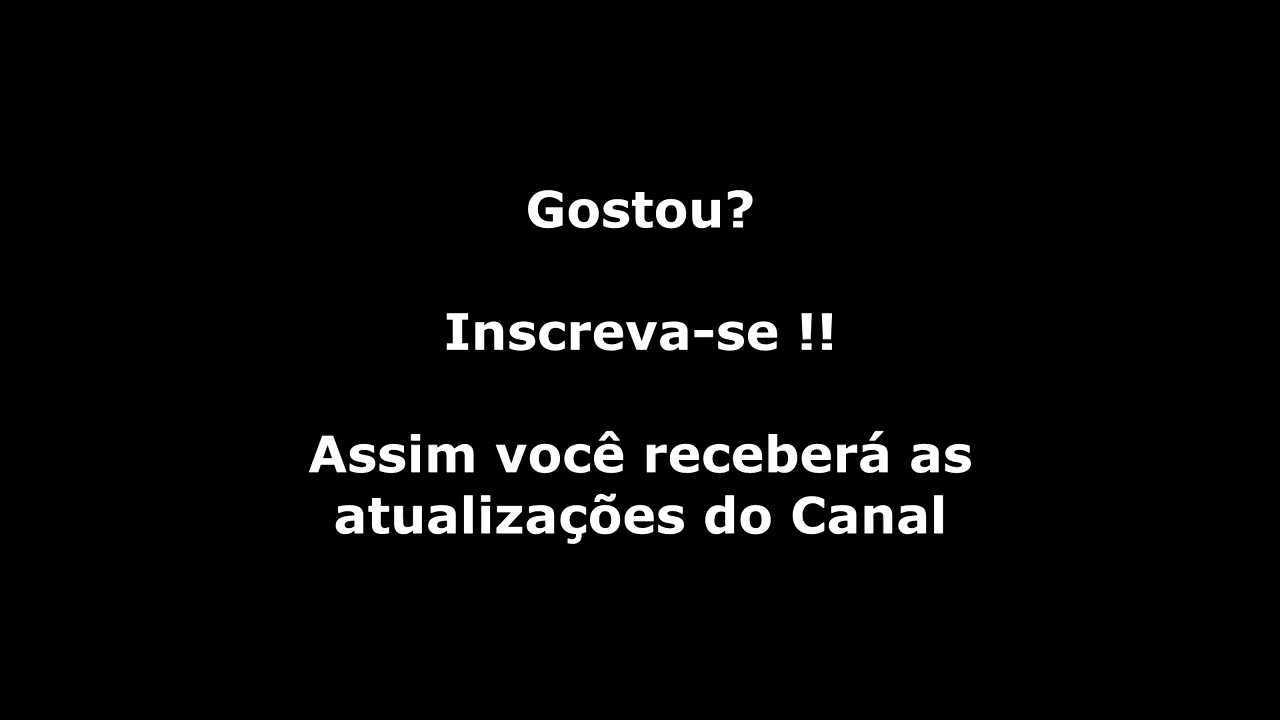 Gostou?
Inscreva-se !!
Assim você receberá as
atualizações do Canal